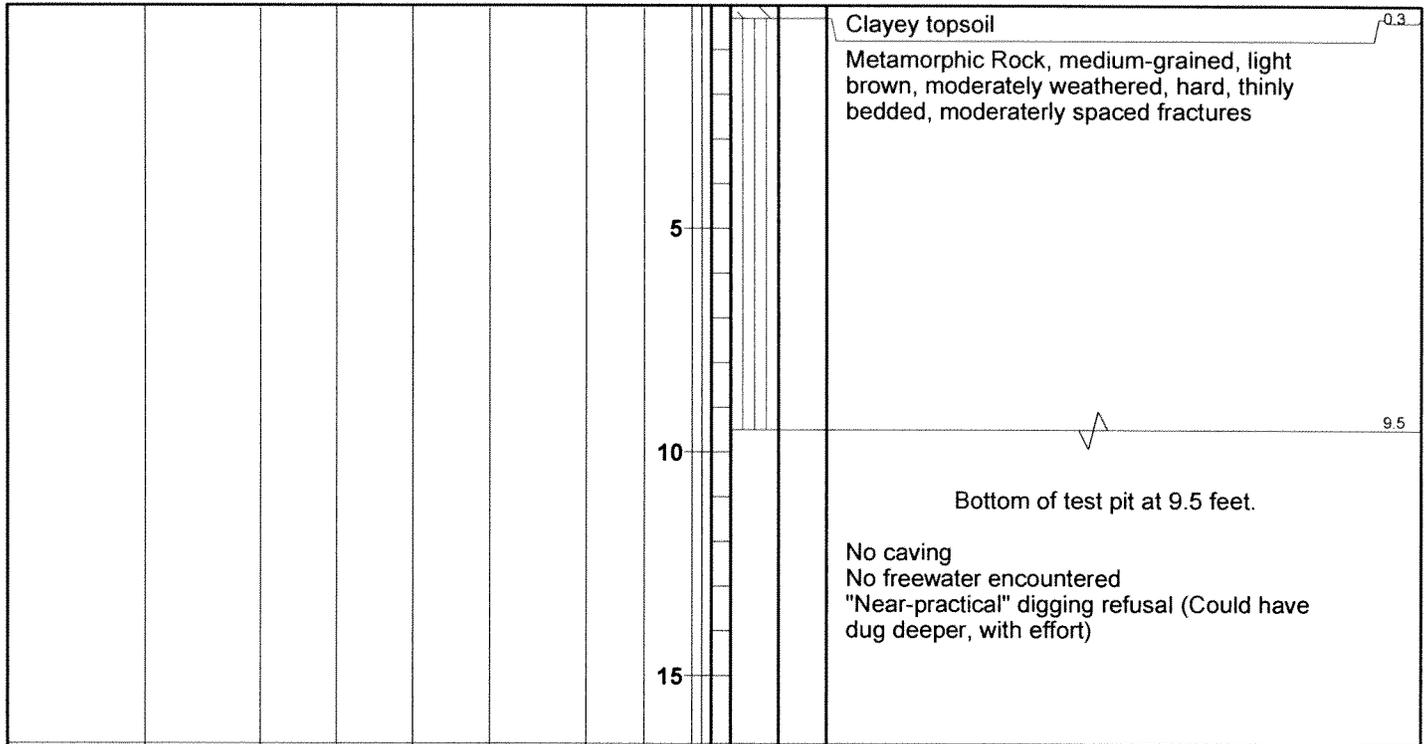 Clayey topsoil
0.3
Metamorphic Rock, medium-grained, light
brown, moderately weathered, hard, thinly
bedded, moderaterly spaced fractures
5
9.5
10
Bottom of test pit at 9.5 feet.
No caving
No freewater encountered
"Near-practical" digging refusal (Could have
dug deeper, with effort)
15